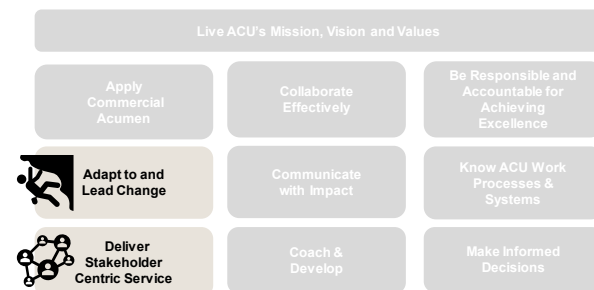 Live ACU's Mission, Vision and Values
Apply
Commercial
Acumen
Collaborate
Effectively
Be Responsible and
Accountable for
Achieving
Excellence
Adapt to and
Lead Change
Communicate
with Impact
Know ACU Work
Processes &
Systems
Deliver
Stakeholder
Centric Service
Coach &
Develop
Make Informed
Decisions